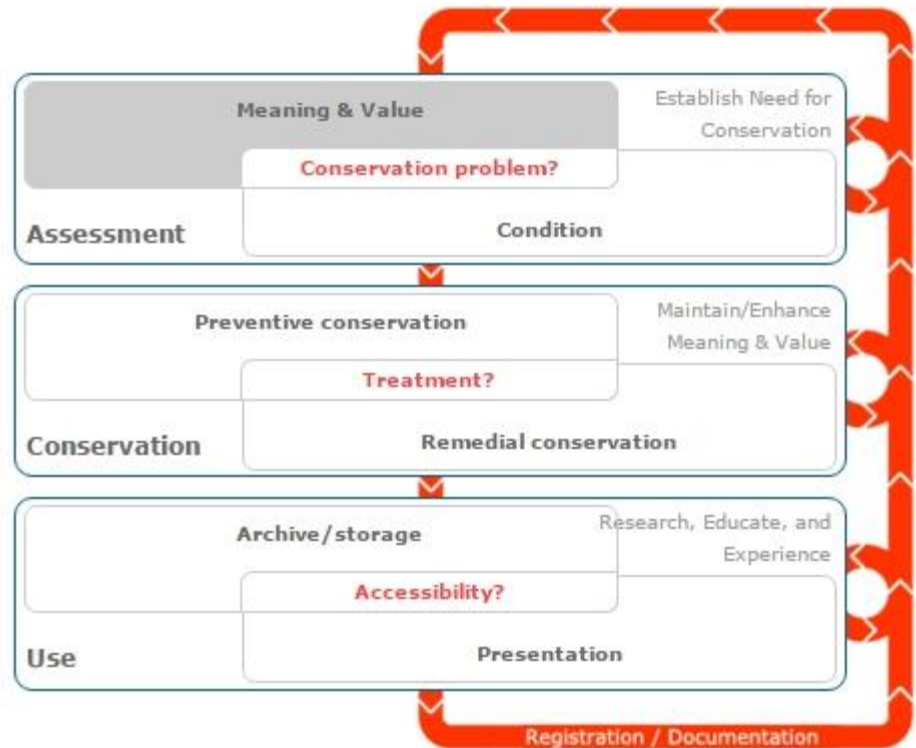 Meaning & Value
Establish Need for
Conservation
Conservation problem?
Condition
Assessment
Preventive conservation
Maintain/Enhance
Meaning & Value
Treatment?
Remedial conservation
Conservation
Archive/storage
Research, Educate, and
Experience
Accessibility?
Presentation
Use
Registration / Documentation